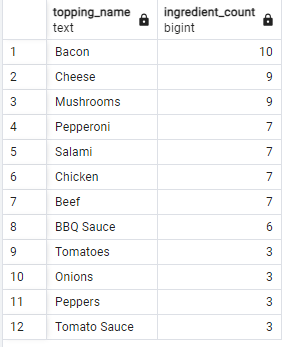 topping_name ingredient_count
text bigint
1 Bacon 10
2 Cheese 9
3 Mushrooms 9
4 Pepperoni 7
5 Salami 7
6 Chicken 7
7 Beef 7
8 BBQ Sauce 6
9 Tomatoes 3
10 Onions 3
11 Peppers 3
12 Tomato Sauce 3